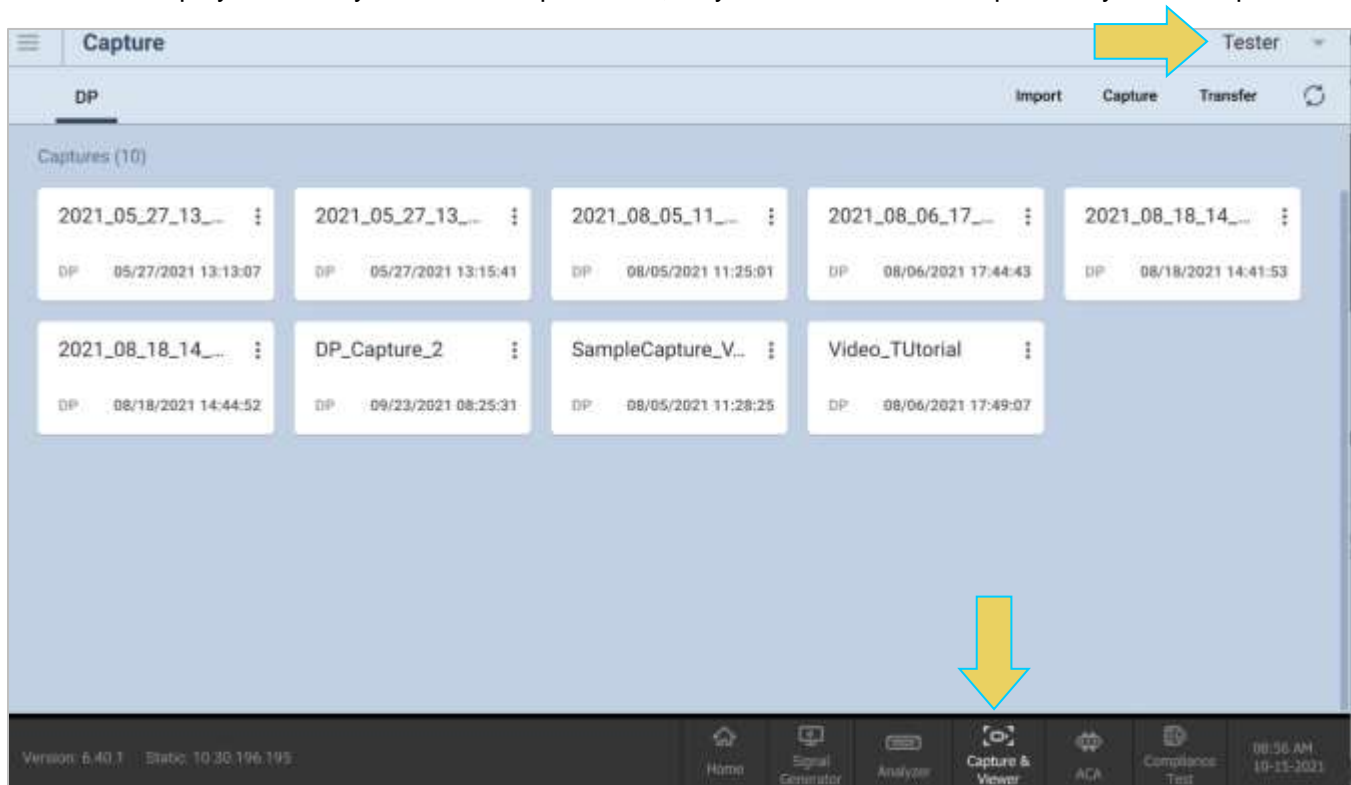 Capture
Tester
DP
Import Capture Transfer
Captures (10)
2021_05_27_13_...
2021_05_27_13_...
2021_08_05_11_...
2021_08_06_17_...
2021_08_18_14_...
DP 05/27/2021 13:13:07
DP 05/27/2021 13:15:41
DP 08/05/2021 11:25:01
DP 08/06/2021 17:44:43
DP 08/18/2021 14:41:53
2021_08_18_14_...
DP_Capture_2
SampleCapture_V...
Video_TUtorial
DP 08/18/2021 14:44:52
DP 09/23/2021 08:25:31
DP 08/05/2021 11:28:25
DP 08/06/2021 17:49:07
Version: 6.40.1 Static: 10.30.196.195
Home
Signal
Generator
Analyzer
Capture &
Viewer
ACA
Compliance
Test
08:56 AM
10-15-2021